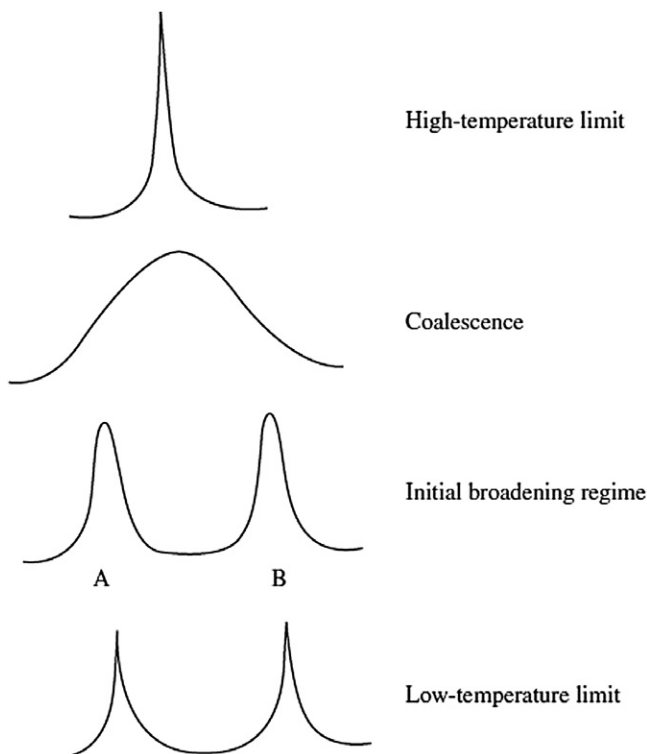 High-temperature limit
Coalescence
Initial broadening regime
A B
Low-temperature limit